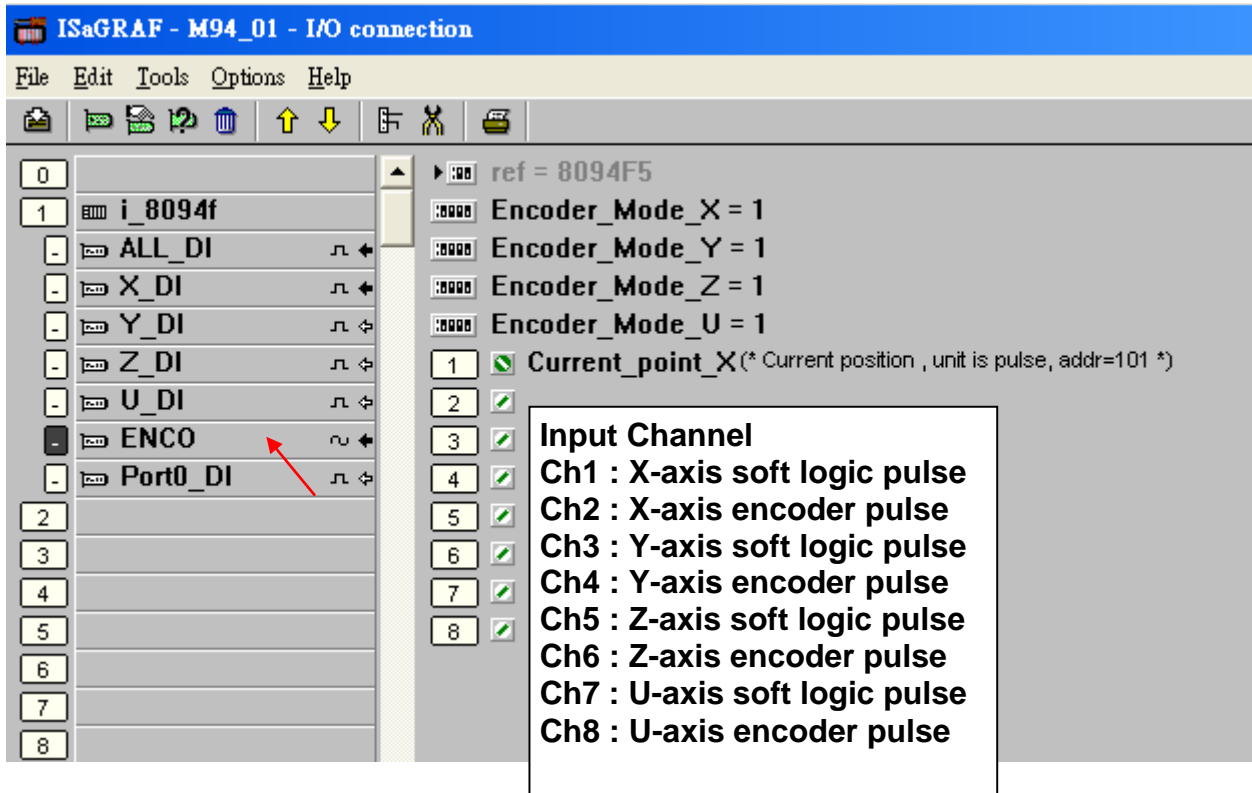 ISaGRAF - M94_01 - I/O connection
File Edit Tools Options Help
0
1 i_8094f
- ALL_DI
- X_DI
- Y_DI
- Z_DI
- U_DI
- ENCO
- Port0_DI
2
3
4
5
6
7
8
ref = 8094F5
Encoder_Mode_X = 1
Encoder_Mode_Y = 1
Encoder_Mode_Z = 1
Encoder_Mode_U = 1
1 Current_point_X (* Current position , unit is pulse, addr=101 *)
2
3
4
5
6
7
8
Input Channel
Ch1 : X-axis soft logic pulse
Ch2 : X-axis encoder pulse
Ch3 : Y-axis soft logic pulse
Ch4 : Y-axis encoder pulse
Ch5 : Z-axis soft logic pulse
Ch6 : Z-axis encoder pulse
Ch7 : U-axis soft logic pulse
Ch8 : U-axis encoder pulse